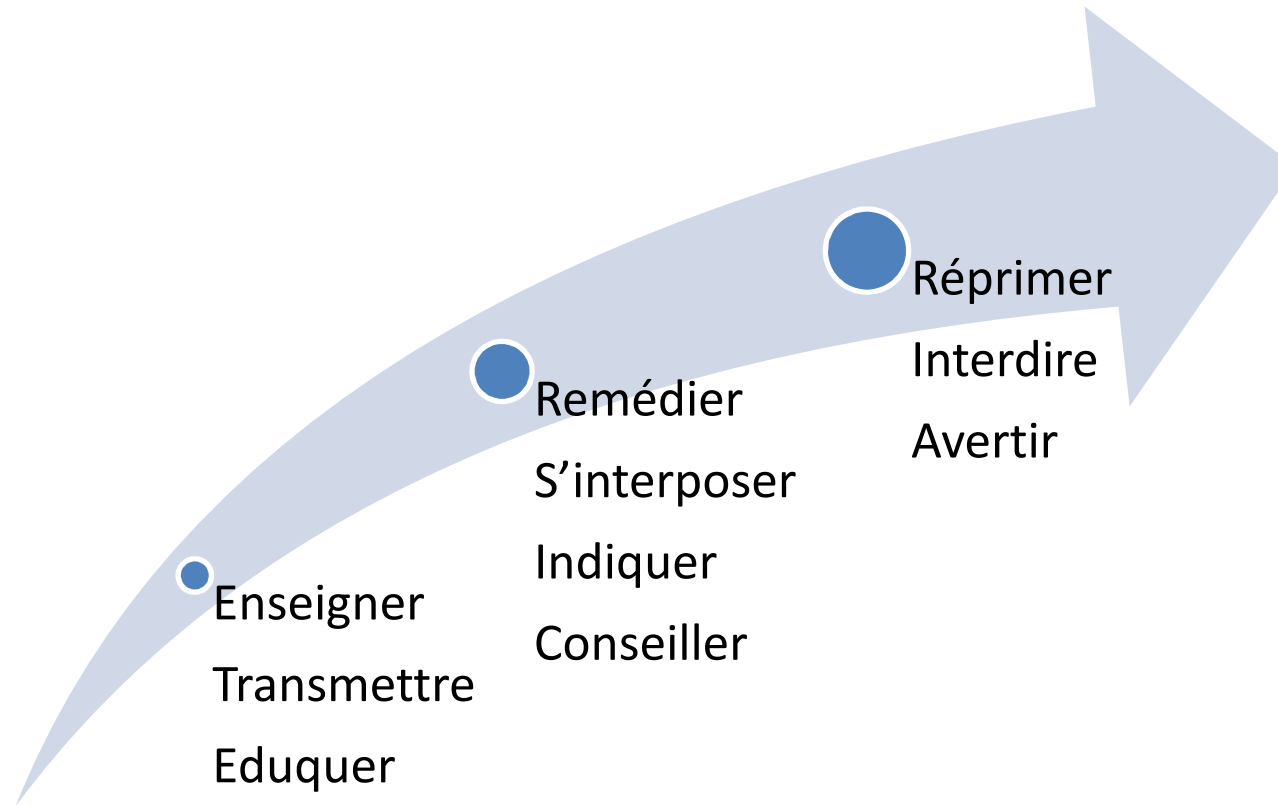 Enseigner
Transmettre
Eduquer
Remédier
S’interposer
Indiquer
Conseiller
Réprimer
Interdire
Avertir